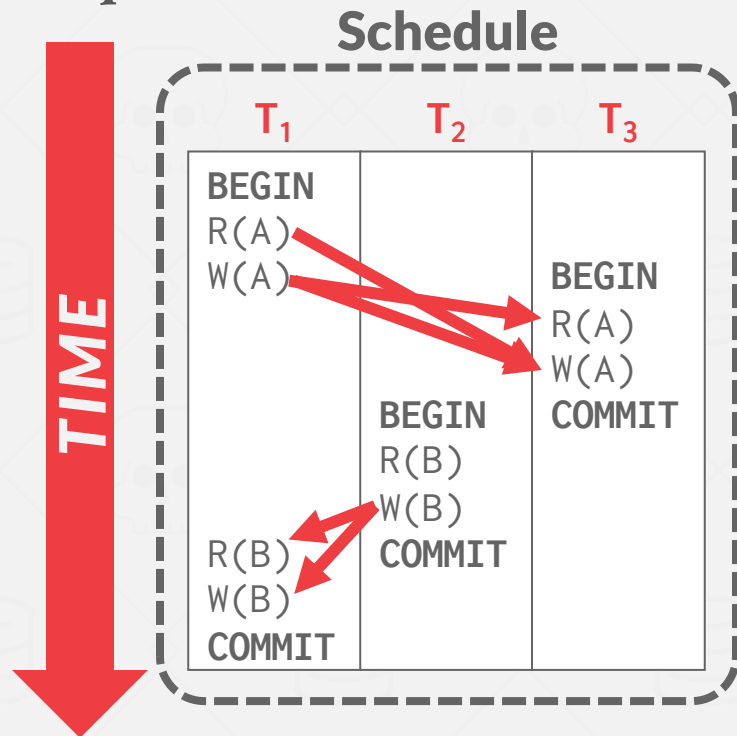 Schedule
TIME
T₁ T₂ T₃
BEGIN
R(A)
W(A) BEGIN
R(A)
W(A)
BEGIN COMMIT
R(B)
W(B)
R(B) COMMIT
W(B)
COMMIT